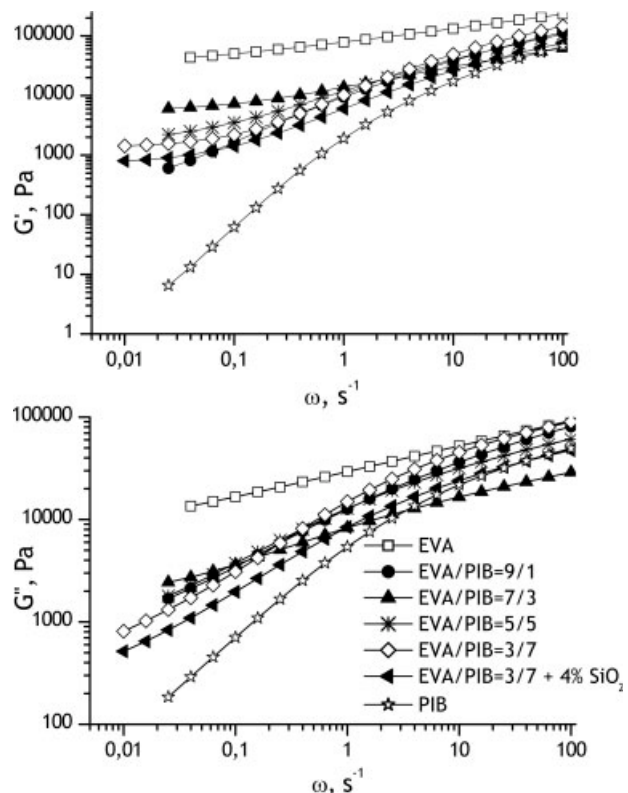 100000
10000
1000
100
10
1
G', Pa
0,01 0,1 1 10 100
ω, s⁻¹
100000
10000
1000
100
G'', Pa
EVA
EVA/PIB=9/1
EVA/PIB=7/3
EVA/PIB=5/5
EVA/PIB=3/7
EVA/PIB=3/7 + 4% SiO₂
PIB
0,01 0,1 1 10 100
ω, s⁻¹